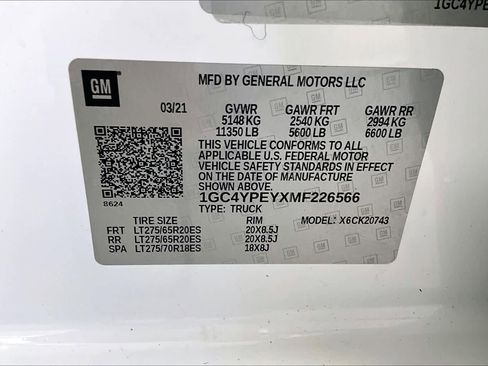 1GC4YPE
GM
MFD BY GENERAL MOTORS LLC
03/21 GVWR GAWR FRT GAWR RR
5148 KG 2540 KG 2994 KG
11350 LB 5600 LB 6600 LB
THIS VEHICLE CONFORMS TO ALL
APPLICABLE U.S. FEDERAL MOTOR
VEHICLE SAFETY STANDARDS IN EFFECT
ON THE DATE OF MANUFACTURE SHOWN ABOVE.
8624 1GC4YPEYXMF226566
TYPE: TRUCK
TIRE SIZE RIM MODEL: X6CK20743
FRT LT275/65R20ES 20X8.5J
RR LT275/65R20ES 20X8.5J
SPA LT275/70R18ES 18X8J